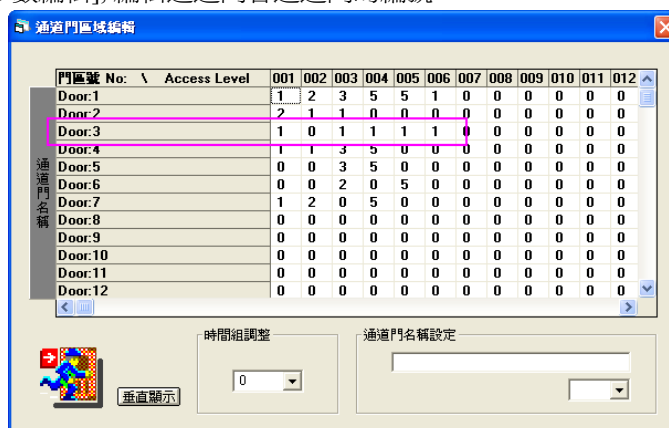 通道門區域編輯
門區號 No: \ Access Level 001 002 003 004 005 006 007 008 009 010 011 012
Door:1 1 2 3 5 5 1 0 0 0 0 0 0
Door:2 2 1 1 0 0 0 0 0 0 0 0 0
Door:3 1 0 1 1 1 1 0 0 0 0 0 0
Door:4 1 1 3 5 0 0 0 0 0 0 0 0
Door:5 0 0 3 5 0 0 0 0 0 0 0 0
Door:6 0 0 2 0 5 0 0 0 0 0 0 0
Door:7 1 2 0 5 0 0 0 0 0 0 0 0
Door:8 0 0 0 0 0 0 0 0 0 0 0 0
Door:9 0 0 0 0 0 0 0 0 0 0 0 0
Door:10 0 0 0 0 0 0 0 0 0 0 0 0
Door:11 0 0 0 0 0 0 0 0 0 0 0 0
Door:12 0 0 0 0 0 0 0 0 0 0 0 0
通道門名稱
垂直顯示
時間組調整
0
通道門名稱設定